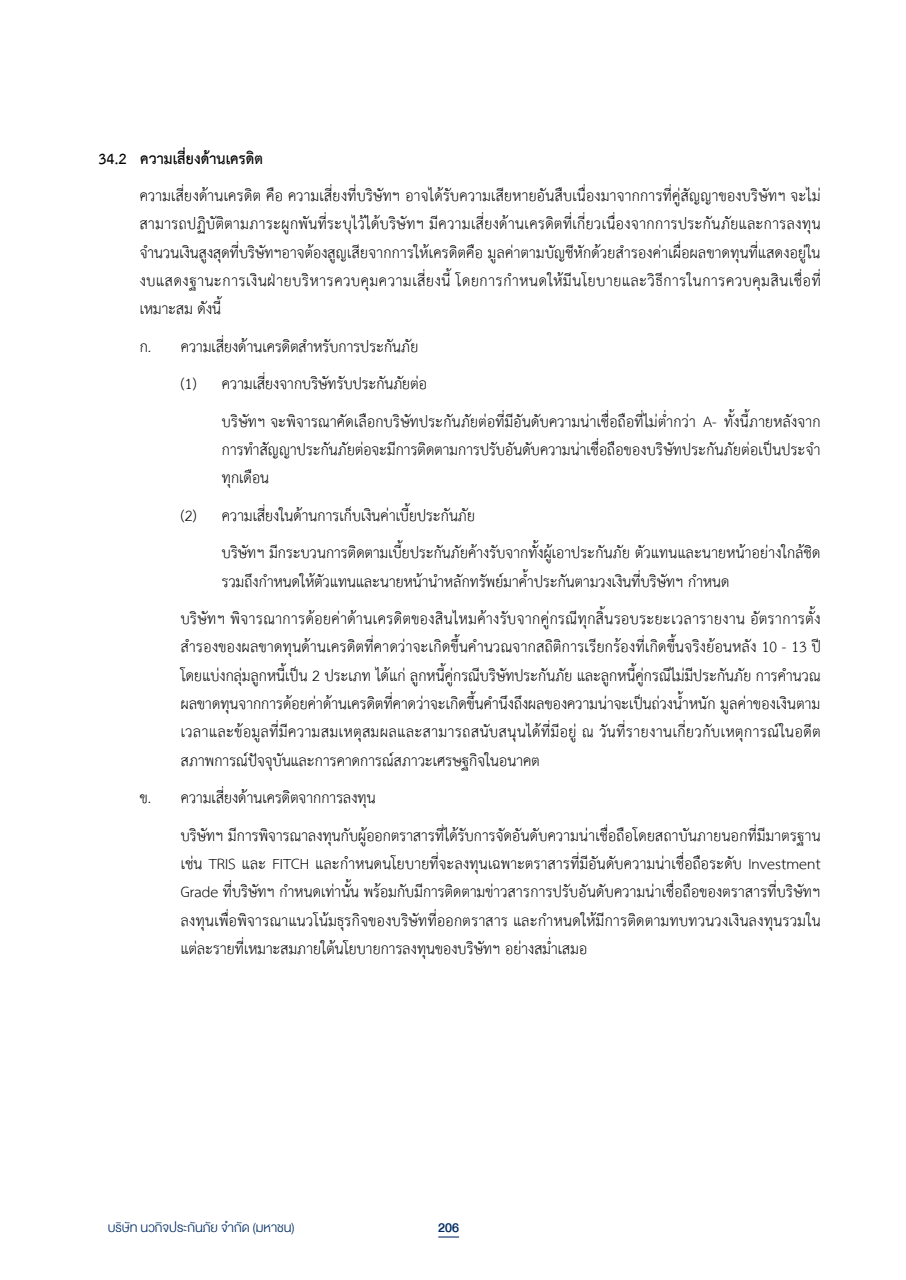 34.2 ความเสี่ยงด้านเครดิต
ความเสี่ยงด้านเครดิต คือ ความเสี่ยงที่บริษัทฯ อาจได้รับความเสียหายอันสืบเนื่องมาจากการที่คู่สัญญาของบริษัทฯ จะไม่
สามารถปฏิบัติตามภาระผูกพันที่ระบุไว้ได้บริษัทฯ มีความเสี่ยงด้านเครดิตที่เกี่ยวเนื่องจากการประกันภัยและการลงทุน
จำนวนเงินสูงสุดที่บริษัทฯอาจต้องสูญเสียจากการให้เครดิตคือ มูลค่าตามบัญชีหักด้วยสำรองค่าเผื่อผลขาดทุนที่แสดงอยู่ใน
งบแสดงฐานะการเงินฝ่ายบริหารควบคุมความเสี่ยงนี้ โดยการกำหนดให้มีนโยบายและวิธีการในการควบคุมสินเชื่อที่
เหมาะสม ดังนี้
ก. ความเสี่ยงด้านเครดิตสำหรับการประกันภัย
(1) ความเสี่ยงจากบริษัทรับประกันภัยต่อ
บริษัทฯ จะพิจารณาคัดเลือกบริษัทประกันภัยต่อที่มีอันดับความน่าเชื่อถือที่ไม่ต่ำกว่า A- ทั้งนี้ภายหลังจาก
การทำสัญญาประกันภัยต่อจะมีการติดตามการปรับอันดับความน่าเชื่อถือของบริษัทประกันภัยต่อเป็นประจำ
ทุกเดือน
(2) ความเสี่ยงในด้านการเก็บเงินค่าเบี้ยประกันภัย
บริษัทฯ มีกระบวนการติดตามเบี้ยประกันภัยค้างรับจากทั้งผู้เอาประกันภัย ตัวแทนและนายหน้าอย่างใกล้ชิด
รวมถึงกำหนดให้ตัวแทนและนายหน้านำหลักทรัพย์มาค้ำประกันตามวงเงินที่บริษัทฯ กำหนด
บริษัทฯ พิจารณาการด้อยค่าด้านเครดิตของสินไหมค้างรับจากคู่กรณีทุกสิ้นรอบระยะเวลารายงาน อัตราการตั้ง
สำรองของผลขาดทุนด้านเครดิตที่คาดว่าจะเกิดขึ้นคำนวณจากสถิติการเรียกร้องที่เกิดขึ้นจริงย้อนหลัง 10 - 13 ปี
โดยแบ่งกลุ่มลูกหนี้เป็น 2 ประเภท ได้แก่ ลูกหนี้คู่กรณีบริษัทประกันภัย และลูกหนี้คู่กรณีไม่มีประกันภัย การคำนวณ
ผลขาดทุนจากการด้อยค่าด้านเครดิตที่คาดว่าจะเกิดขึ้นคำนึงถึงผลของความน่าจะเป็นถ่วงน้ำหนัก มูลค่าของเงินตาม
เวลาและข้อมูลที่มีความสมเหตุสมผลและสามารถสนับสนุนได้ที่มีอยู่ ณ วันที่รายงานเกี่ยวกับเหตุการณ์ในอดีต
สภาพการณ์ปัจจุบันและการคาดการณ์สภาวะเศรษฐกิจในอนาคต
ข. ความเสี่ยงด้านเครดิตจากการลงทุน
บริษัทฯ มีการพิจารณาลงทุนกับผู้ออกตราสารที่ได้รับการจัดอันดับความน่าเชื่อถือโดยสถาบันภายนอกที่มีมาตรฐาน
เช่น TRIS และ FITCH และกำหนดนโยบายที่จะลงทุนเฉพาะตราสารที่มีอันดับความน่าเชื่อถือระดับ Investment
Grade ที่บริษัทฯ กำหนดเท่านั้น พร้อมกับมีการติดตามข่าวสารการปรับอันดับความน่าเชื่อถือของตราสารที่บริษัทฯ
ลงทุนเพื่อพิจารณาแนวโน้มธุรกิจของบริษัทที่ออกตราสาร และกำหนดให้มีการติดตามทบทวนวงเงินลงทุนรวมใน
แต่ละรายที่เหมาะสมภายใต้นโยบายการลงทุนของบริษัทฯ อย่างสม่ำเสมอ
บริษัท นวกิจประกันภัย จำกัด (มหาชน) 206